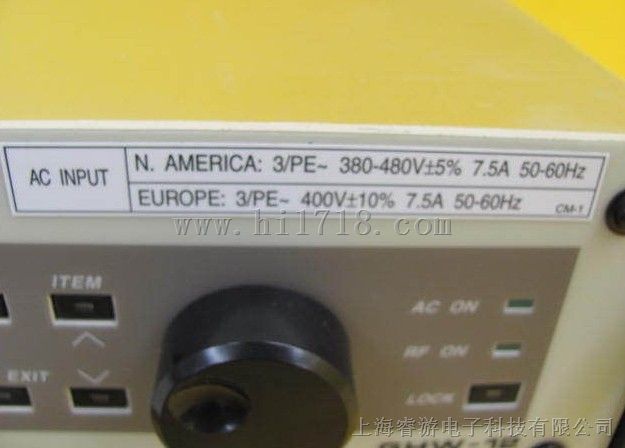 AC INPUT
N. AMERICA: 3/PE~ 380-480V±5% 7.5A 50-60Hz
EUROPE: 3/PE~ 400V±10% 7.5A 50-60Hz
CM-1
www.hi1718.com
ITEM
AC ON
RF ON
EXIT
LOCK
上海睿游电子科技有限公司